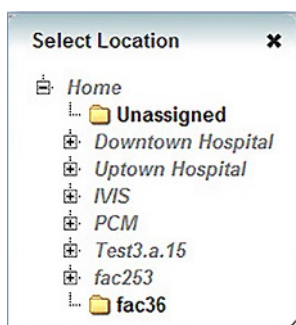 Select Location
Home
Unassigned
Downtown Hospital
Uptown Hospital
IVIS
PCM
Test3.a.15
fac253
fac36